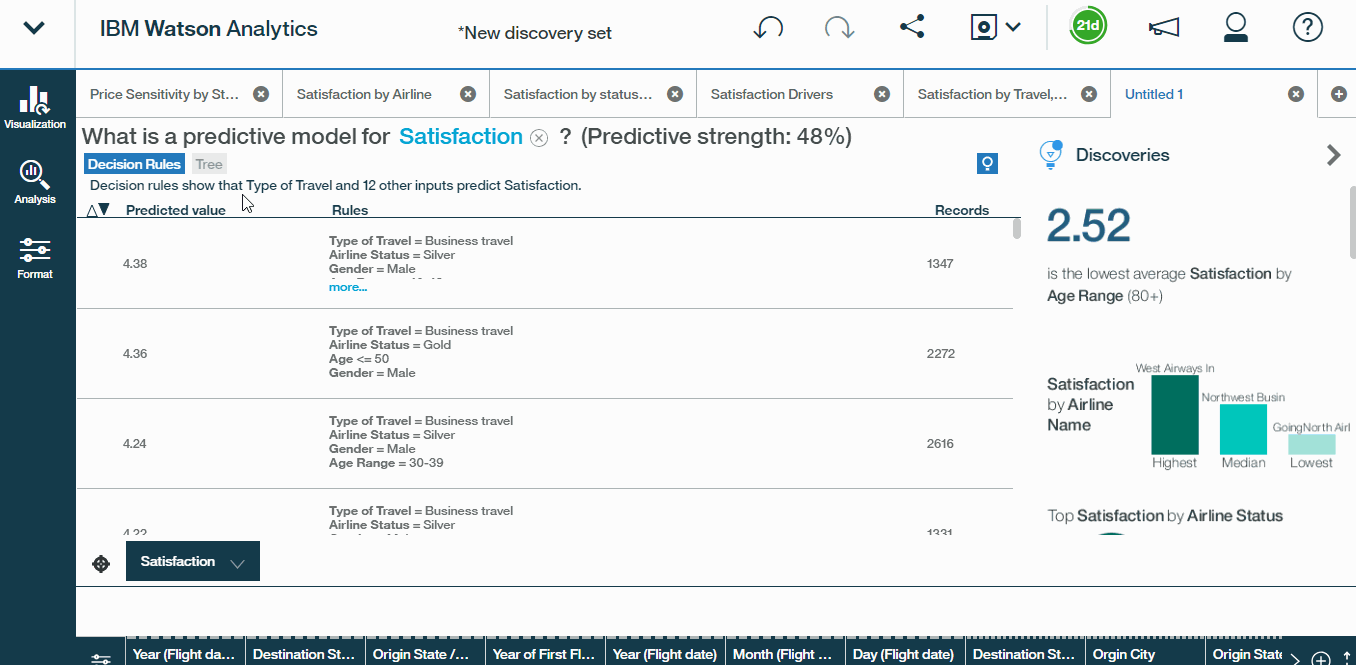 IBM Watson Analytics
*New discovery set
21d
?
Price Sensitivity by St...
Satisfaction by Airline
Satisfaction by status...
Satisfaction Drivers
Satisfaction by Travel,...
Untitled 1
Visualization
Analysis
Format
What is a predictive model for Satisfaction ? (Predictive strength: 48%)
Decision Rules Tree
Decision rules show that Type of Travel and 12 other inputs predict Satisfaction.
Predicted value Rules Records
4.38
Type of Travel = Business travel
Airline Status = Silver
Gender = Male
more...
1347
4.36
Type of Travel = Business travel
Airline Status = Gold
Age <= 50
Gender = Male
2272
4.24
Type of Travel = Business travel
Airline Status = Silver
Gender = Male
Age Range = 30-39
2616
4.22
Type of Travel = Business travel
Airline Status = Silver
1331
Satisfaction
Discoveries
2.52
is the lowest average Satisfaction by
Age Range (80+)
Satisfaction
by Airline
Name
West Airways In
Northwest Busin
GoingNorth Airl
Highest Median Lowest
Top Satisfaction by Airline Status
Year (Flight da...
Destination St...
Origin State /...
Year of First Fl...
Year (Flight date)
Month (Flight ...
Day (Flight date)
Destination St...
Orgin City
Origin State